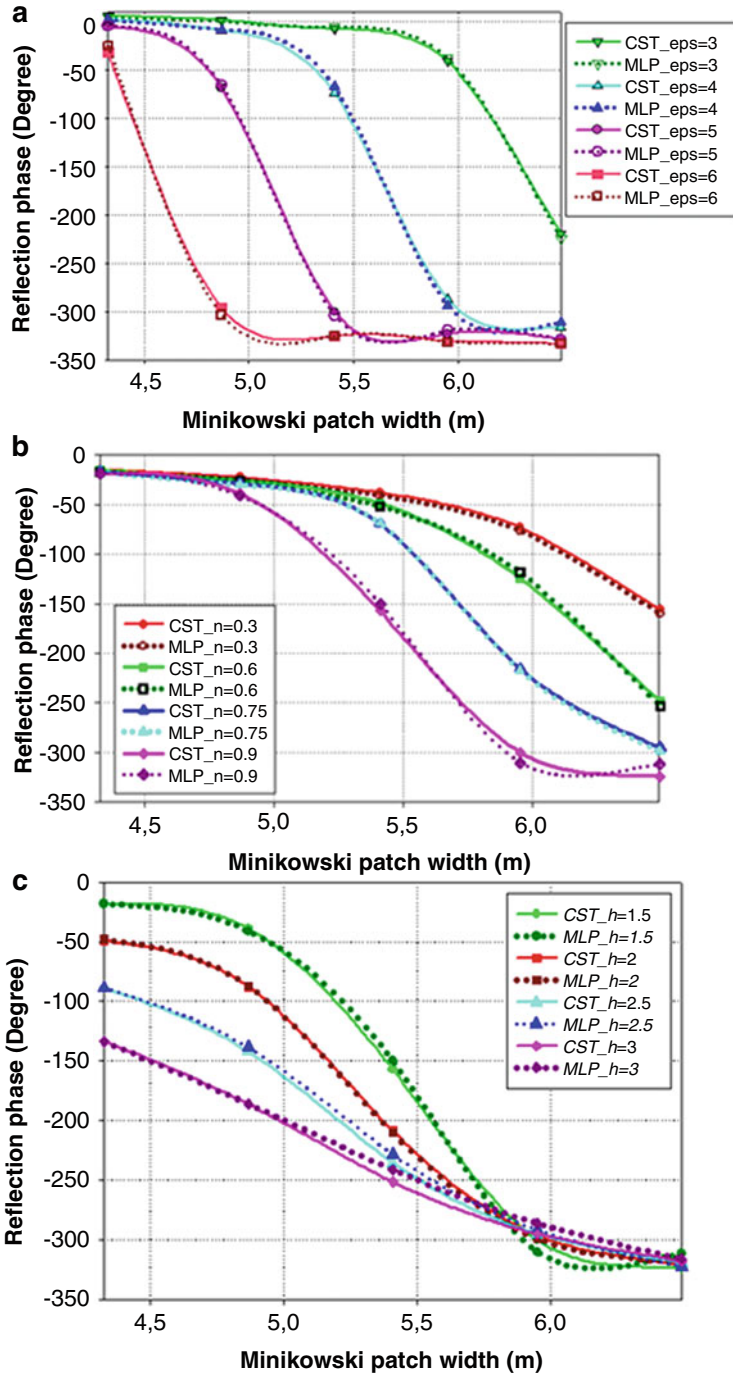 a
0
-50
-100
-150
-200
-250
-300
-350
Reflection phase (Degree)
4,5
5,0
5,5
6,0
Minikowski patch width (m)
CST_eps=3
MLP_eps=3
CST_eps=4
MLP_eps=4
CST_eps=5
MLP_eps=5
CST_eps=6
MLP_eps=6
b
0
-50
-100
-150
-200
-250
-300
-350
Reflection phase (Degree)
CST_n=0.3
MLP_n=0.3
CST_n=0.6
MLP_n=0.6
CST_n=0.75
MLP_n=0.75
CST_n=0.9
MLP_n=0.9
4,5
5,0
5,5
6,0
Minikowski patch width (m)
c
0
-50
-100
-150
-200
-250
-300
-350
Reflection phase (Degree)
CST_h=1.5
MLP_h=1.5
CST_h=2
MLP_h=2
CST_h=2.5
MLP_h=2.5
CST_h=3
MLP_h=3
4,5
5,0
5,5
6,0
Minikowski patch width (m)